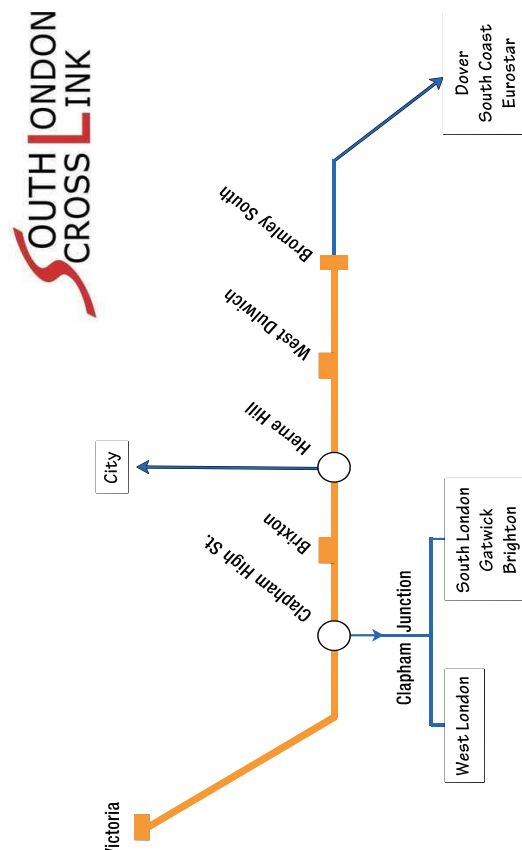 SOUTH LONDON
CROSS LINK
Victoria
Clapham High St.
Brixton
Herne Hill
West Dulwich
Bromley South
City
Clapham Junction
West London
South London
Gatwick
Brighton
Dover
South Coast
Eurostar